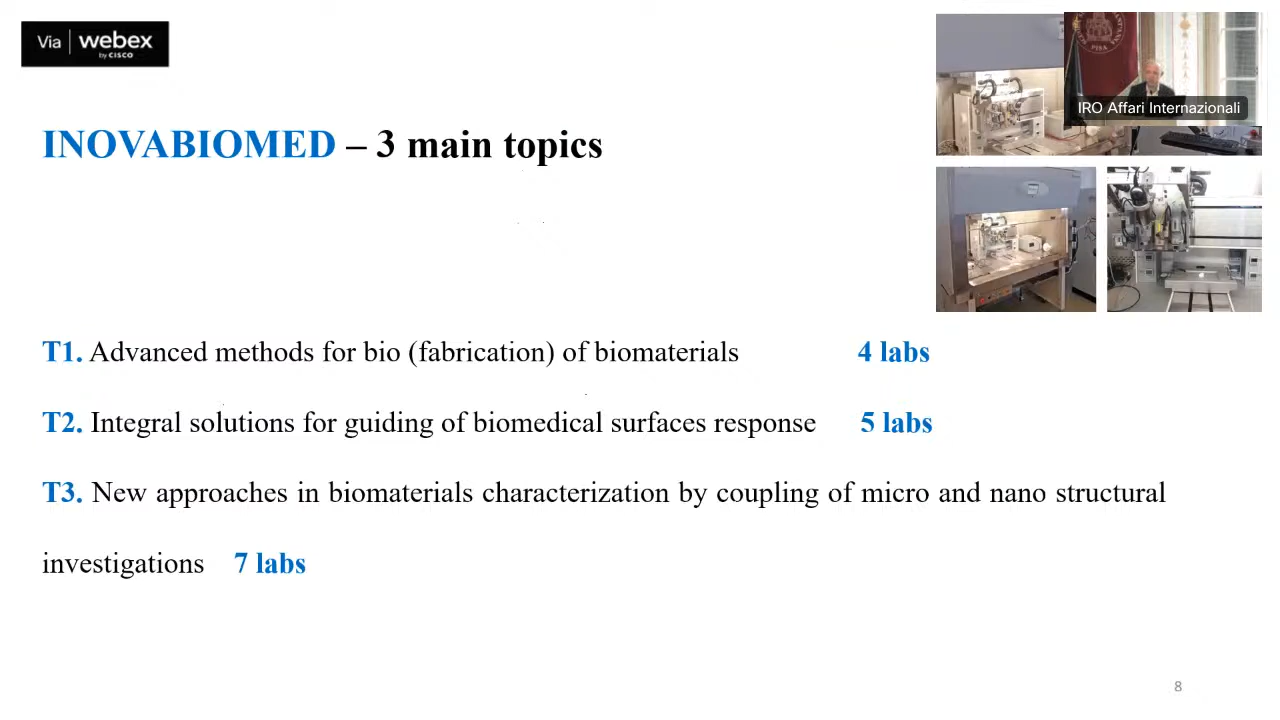 Via | webex
by CISCO
IRO Affari Internazionali
PISA
INOVABIOMED – 3 main topics
T1. Advanced methods for bio (fabrication) of biomaterials 4 labs
T2. Integral solutions for guiding of biomedical surfaces response 5 labs
T3. New approaches in biomaterials characterization by coupling of micro and nano structural
investigations 7 labs
8